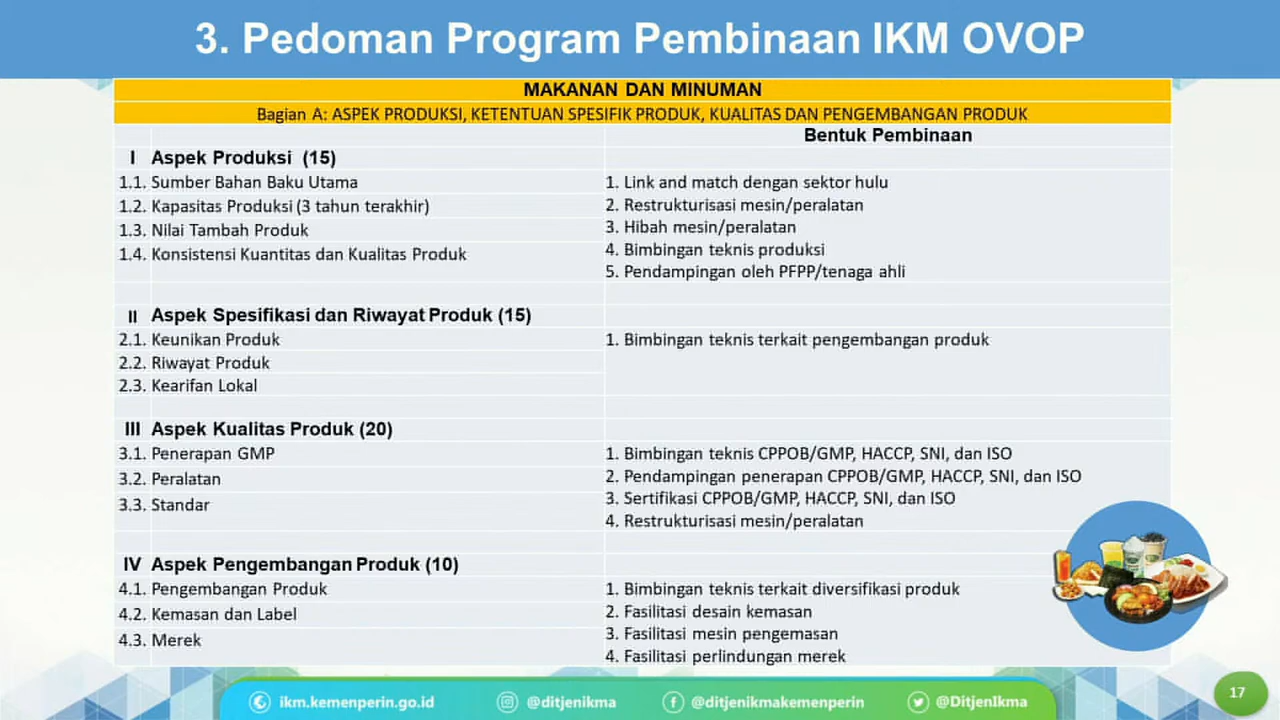 3. Pedoman Program Pembinaan IKM OVOP
MAKANAN DAN MINUMAN
Bagian A: ASPEK PRODUKSI, KETENTUAN SPESIFIK PRODUK, KUALITAS DAN PENGEMBANGAN PRODUK
Bentuk Pembinaan
I Aspek Produksi (15)
1.1. Sumber Bahan Baku Utama
1.2. Kapasitas Produksi (3 tahun terakhir)
1.3. Nilai Tambah Produk
1.4. Konsistensi Kuantitas dan Kualitas Produk
1. Link and match dengan sektor hulu
2. Restrukturisasi mesin/peralatan
3. Hibah mesin/peralatan
4. Bimbingan teknis produksi
5. Pendampingan oleh PFPP/tenaga ahli
II Aspek Spesifikasi dan Riwayat Produk (15)
2.1. Keunikan Produk
2.2. Riwayat Produk
2.3. Kearifan Lokal
1. Bimbingan teknis terkait pengembangan produk
III Aspek Kualitas Produk (20)
3.1. Penerapan GMP
3.2. Peralatan
3.3. Standar
1. Bimbingan teknis CPPOB/GMP, HACCP, SNI, dan ISO
2. Pendampingan penerapan CPPOB/GMP, HACCP, SNI, dan ISO
3. Sertifikasi CPPOB/GMP, HACCP, SNI, dan ISO
4. Restrukturisasi mesin/peralatan
IV Aspek Pengembangan Produk (10)
4.1. Pengembangan Produk
4.2. Kemasan dan Label
4.3. Merek
1. Bimbingan teknis terkait diversifikasi produk
2. Fasilitasi desain kemasan
3. Fasilitasi mesin pengemasan
4. Fasilitasi perlindungan merek
ikm.kemenperin.go.id
@ditjenikma
@ditjenikmakemenperin
@DitjenIkma
17